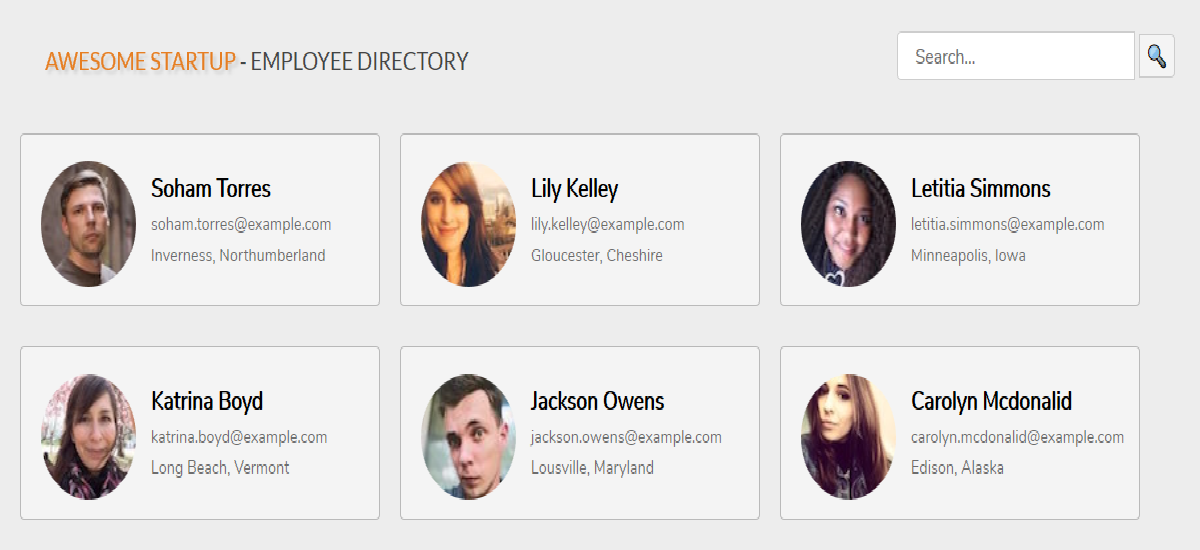 AWESOME STARTUP - EMPLOYEE DIRECTORY
Search...
Soham Torres
soham.torres@example.com
Inverness, Northumberland
Lily Kelley
lily.kelley@example.com
Gloucester, Cheshire
Letitia Simmons
letitia.simmons@example.com
Minneapolis, Iowa
Katrina Boyd
katrina.boyd@example.com
Long Beach, Vermont
Jackson Owens
jackson.owens@example.com
Lousville, Maryland
Carolyn Mcdonalid
carolyn.mcdonalid@example.com
Edison, Alaska